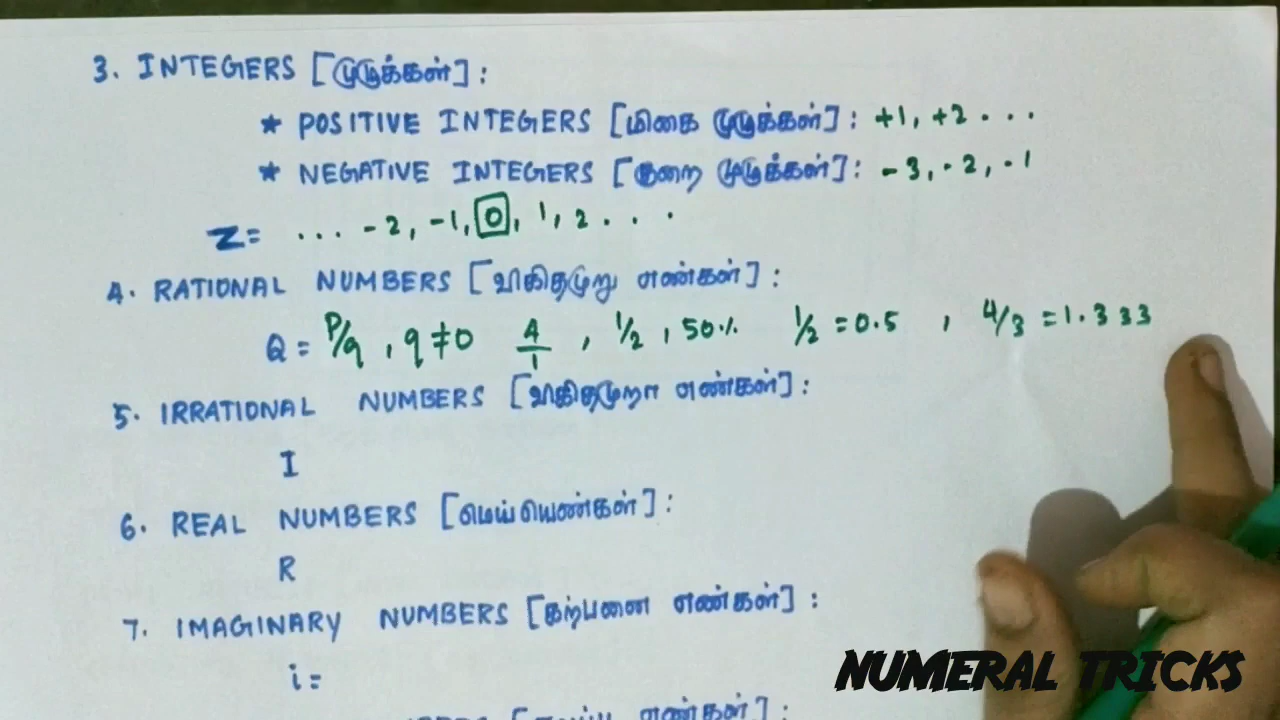 3. INTEGERS [முழுக்கள்]:
* POSITIVE INTEGERS [மிகை முழுக்கள்]: +1, +2 . . .
* NEGATIVE INTEGERS [குறை முழுக்கள்]: -3, -2, -1
Z= ... -2, -1, 0, 1, 2 . . .
4. RATIONAL NUMBERS [விகிதமுறு எண்கள்]:
Q = P/q, q≠0 4/1, 1/2, 50% 1/2 = 0.5, 4/3 = 1.333
5. IRRATIONAL NUMBERS [விகிதமுறா எண்கள்]:
I
6. REAL NUMBERS [மெய்யெண்கள்]:
R
7. IMAGINARY NUMBERS [கற்பனை எண்கள்]:
i=
எண்கள்]:
NUMERAL TRICKS